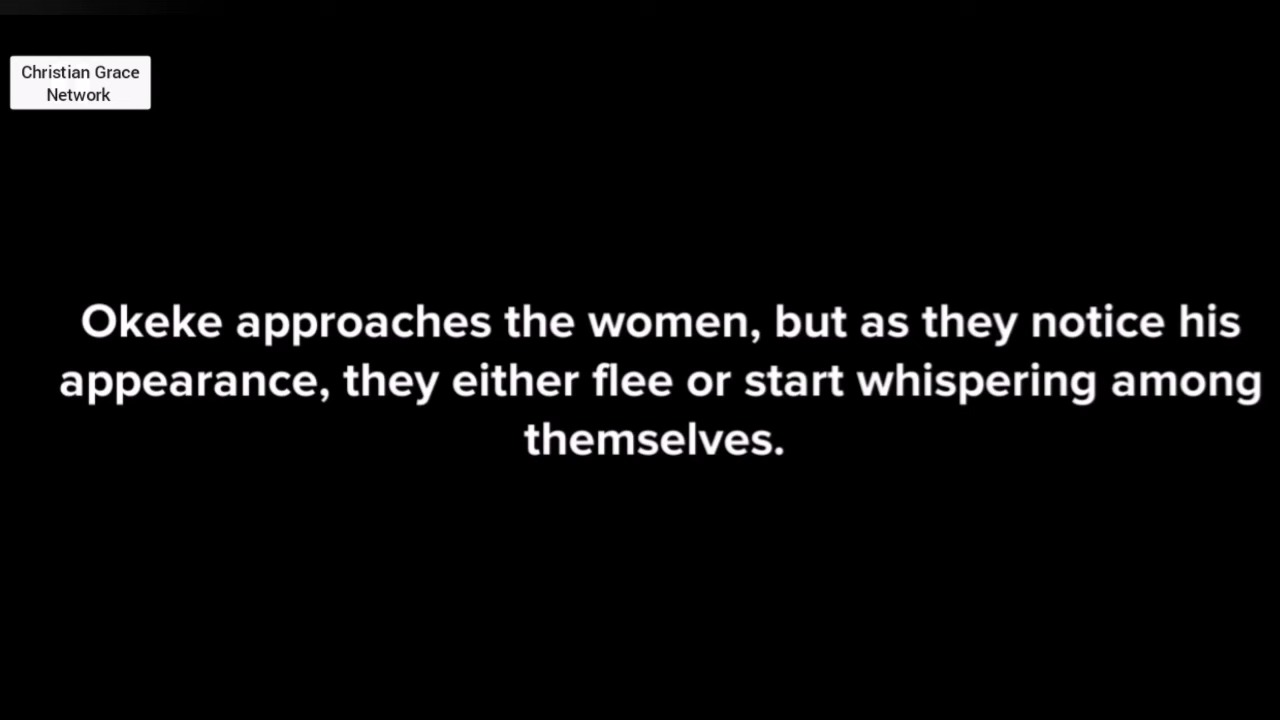 Christian Grace
Network
Okeke approaches the women, but as they notice his
appearance, they either flee or start whispering among
themselves.